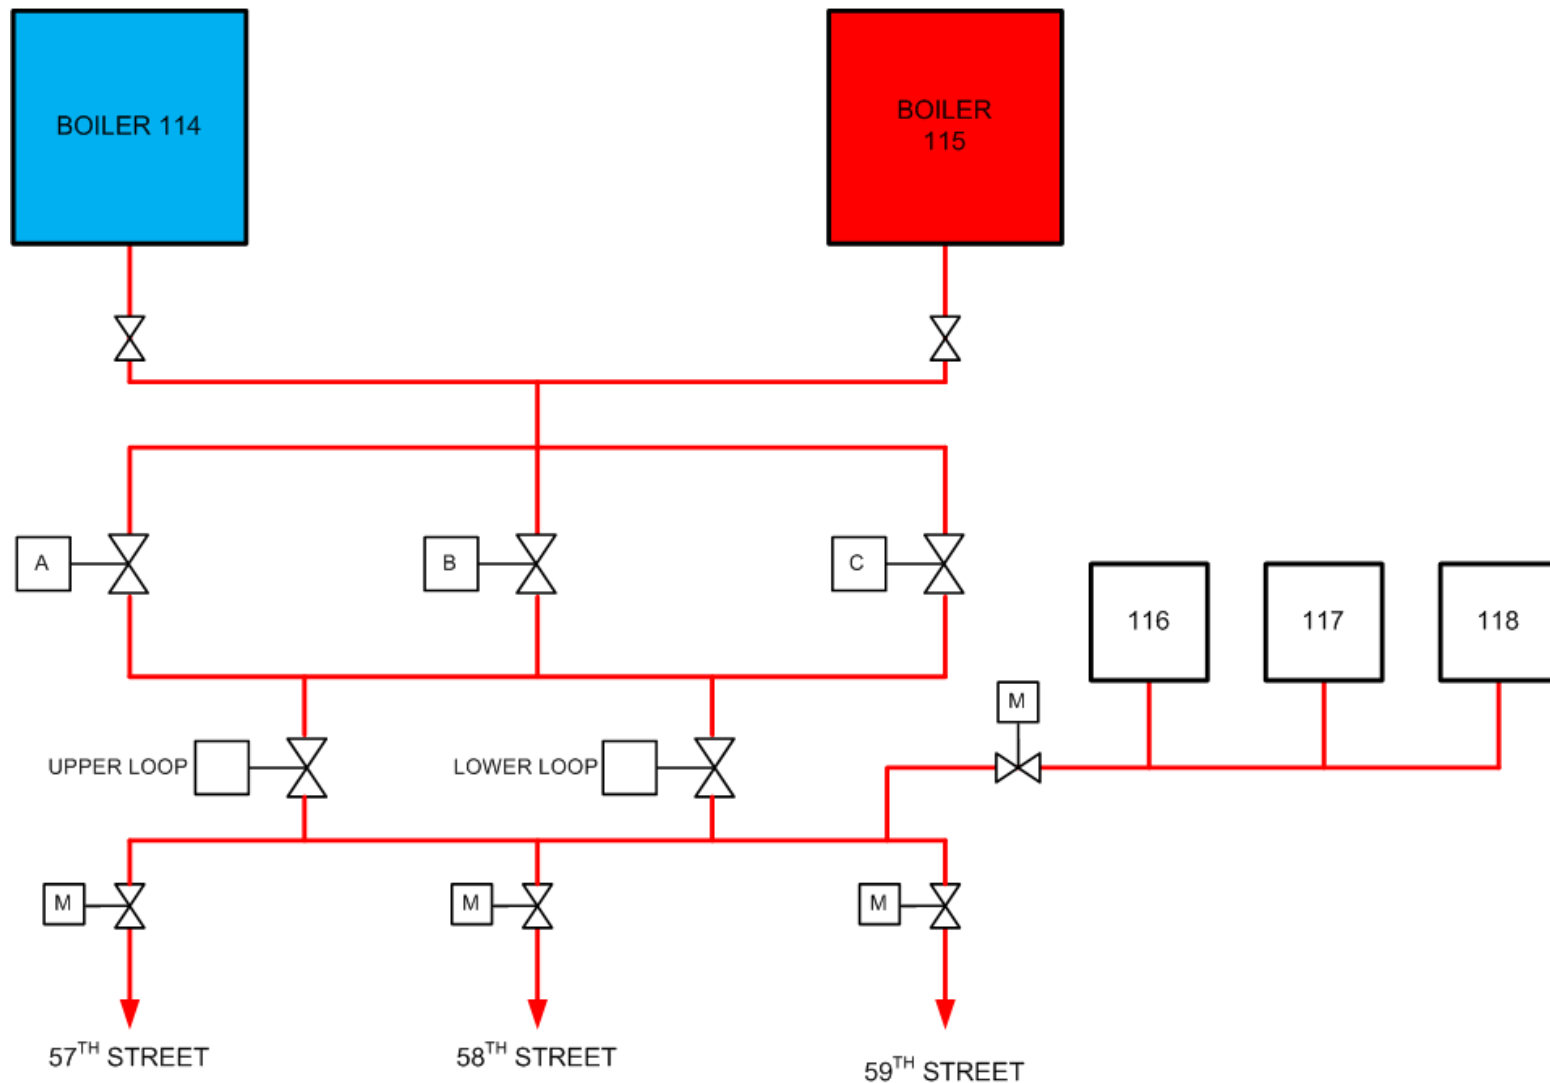 BOILER 114
BOILER
115
A
B
C
116
117
118
M
UPPER LOOP
LOWER LOOP
M
M
M
57TH STREET
58TH STREET
59TH STREET